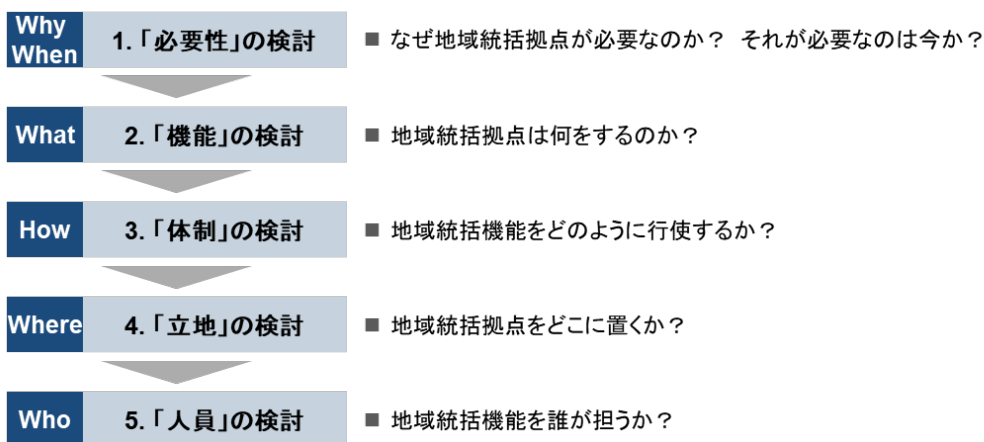 Why
When
1. 「必要性」の検討
■ なぜ地域統括拠点が必要なのか？ それが必要なのは今か？
What
2. 「機能」の検討
■ 地域統括拠点は何をするのか？
How
3. 「体制」の検討
■ 地域統括機能をどのように行使するか？
Where
4. 「立地」の検討
■ 地域統括拠点をどこに置くか？
Who
5. 「人員」の検討
■ 地域統括機能を誰が担うか？